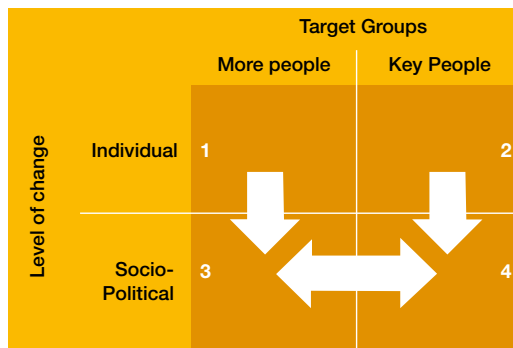 Target Groups
More people Key People
Level of change
Individual 1 2
Socio-
Political 3 4